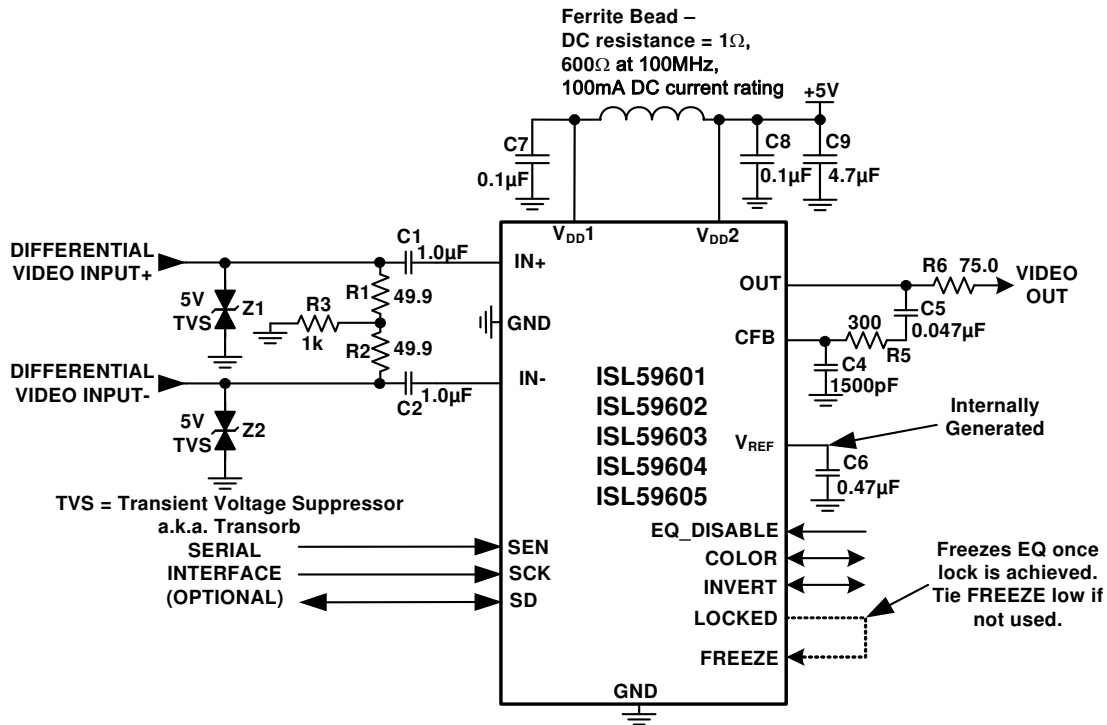 Ferrite Bead –
DC resistance = 1Ω,
600Ω at 100MHz,
100mA DC current rating
+5V
C7
0.1µF
C8
0.1µF
C9
4.7µF
VDD1
VDD2
DIFFERENTIAL
VIDEO INPUT+
C1
1.0µF
IN+
5V
TVS
Z1
R1
49.9
R3
1k
GND
R2
49.9
DIFFERENTIAL
VIDEO INPUT-
C2
1.0µF
IN-
5V
TVS
Z2
OUT
R6 75.0
VIDEO
OUT
C5
0.047µF
CFB
300
R5
C4
1500pF
ISL59601
ISL59602
ISL59603
ISL59604
ISL59605
VREF
Internally
Generated
C6
0.47µF
TVS = Transient Voltage Suppressor
a.k.a. Transorb
SERIAL
INTERFACE
(OPTIONAL)
SEN
SCK
SD
EQ_DISABLE
COLOR
INVERT
LOCKED
FREEZE
Freezes EQ once
lock is achieved.
Tie FREEZE low if
not used.
GND